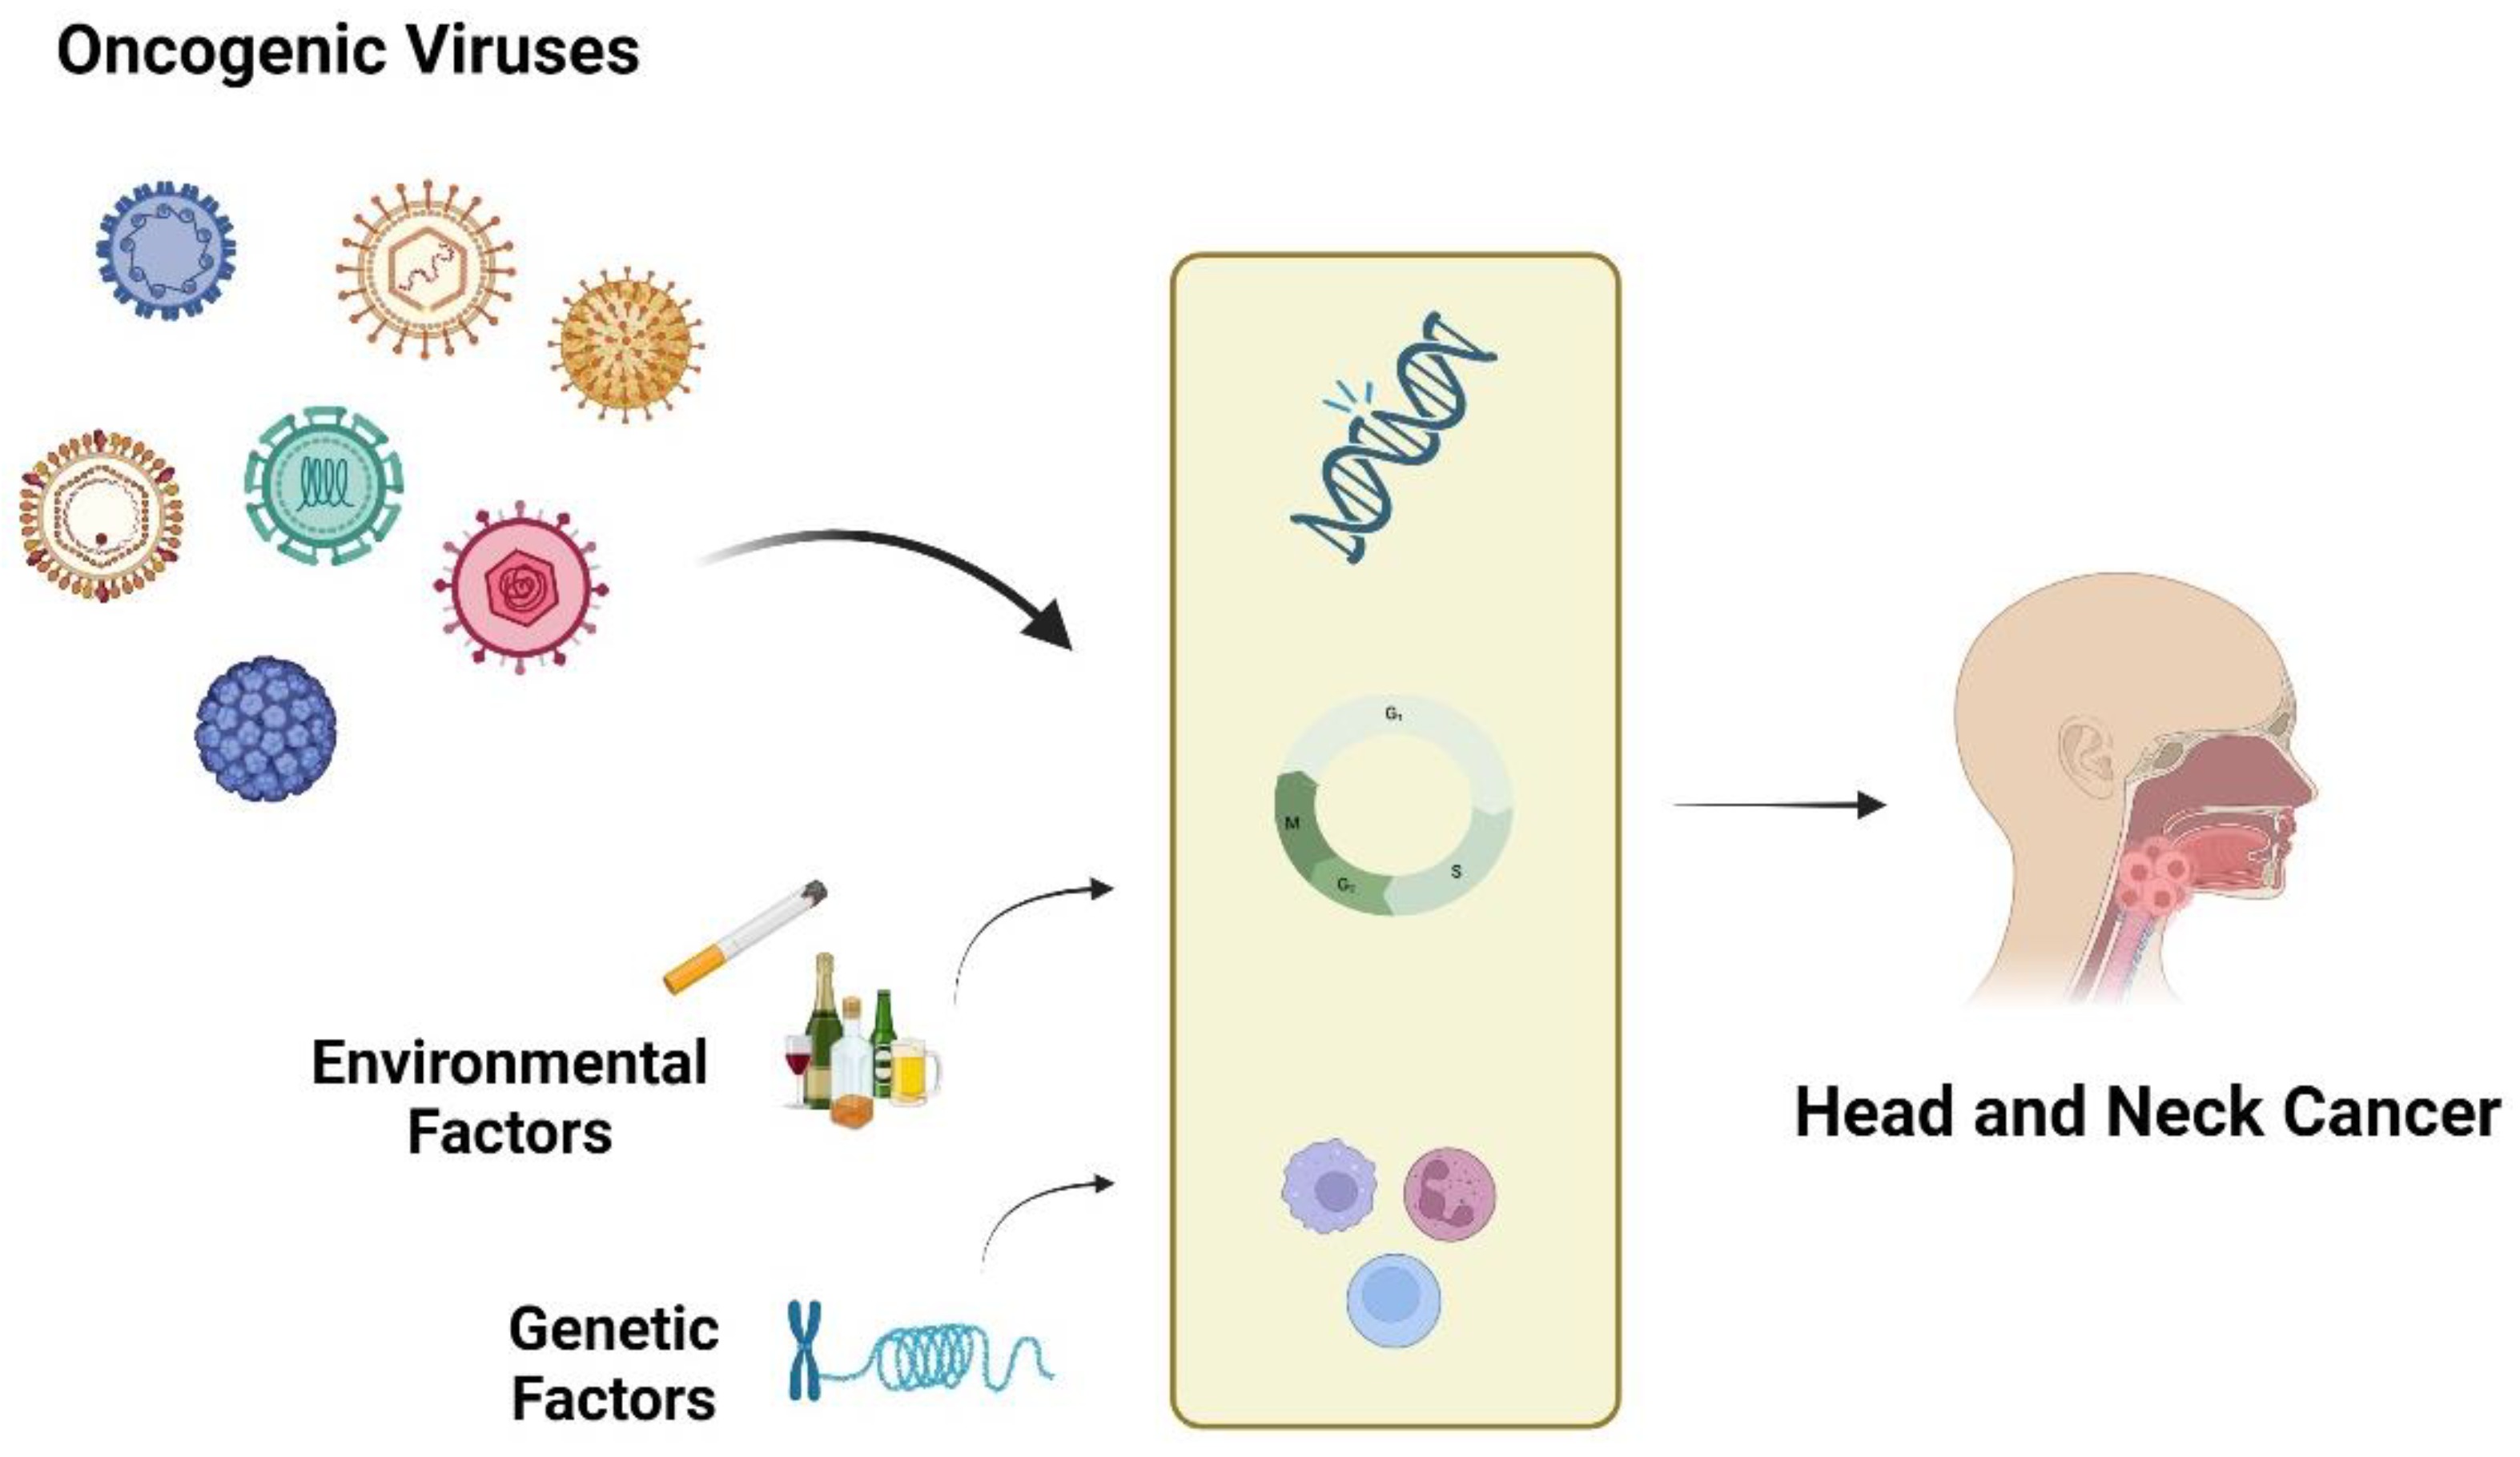 Oncogenic Viruses
G₁
M
S
G₂
Environmental
Factors
Head and Neck Cancer
Genetic
Factors